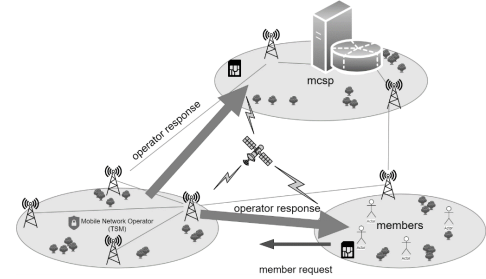 mcsp
operator response
Mobile Network Operator
(TSM)
operator response
members
member request